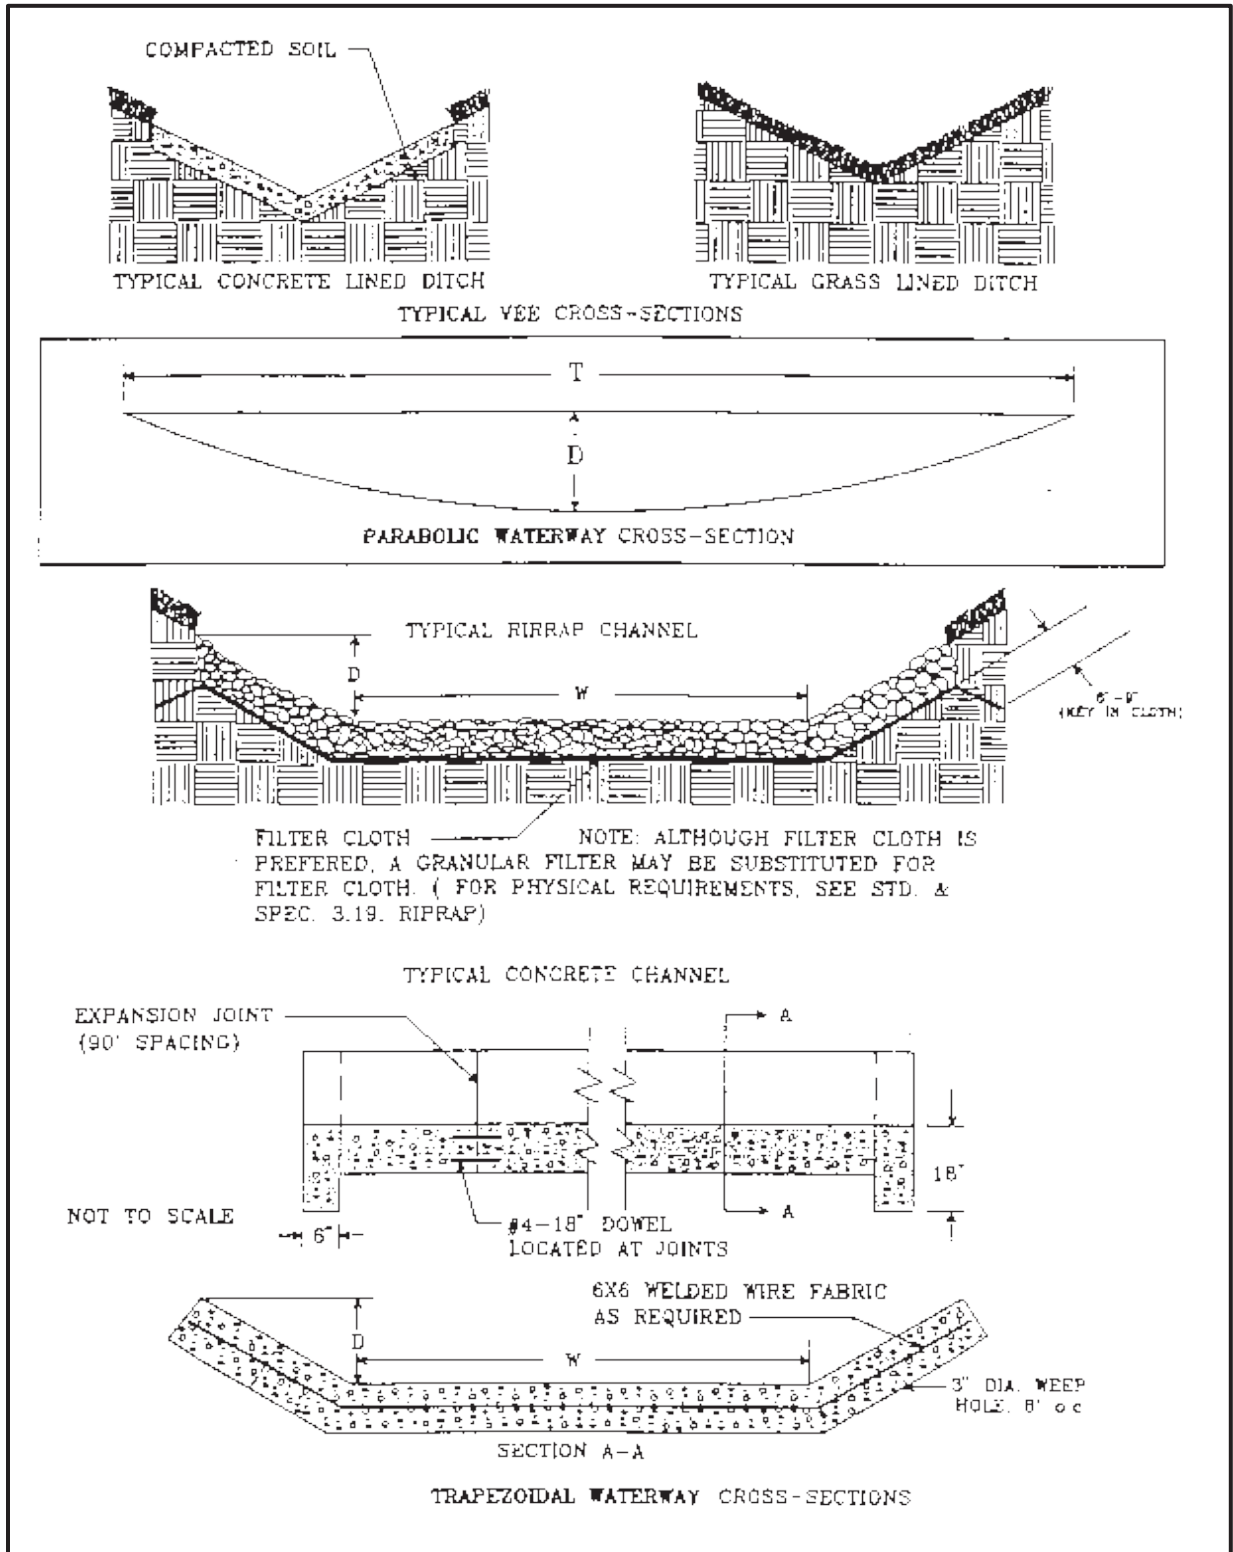 COMPACTED SOIL
TYPICAL CONCRETE LINED DITCH
TYPICAL GRASS LINED DITCH
TYPICAL VEE CROSS-SECTIONS
T
D
PARABOLIC WATERWAY CROSS-SECTION
TYPICAL RIPRAP CHANNEL
D
W
6"-9"
(KEY IN CLOTH)
FILTER CLOTH
NOTE: ALTHOUGH FILTER CLOTH IS
PREFERED, A GRANULAR FILTER MAY BE SUBSTITUTED FOR
FILTER CLOTH. ( FOR PHYSICAL REQUIREMENTS, SEE STD. &
SPEC. 3.19. RIPRAP)
TYPICAL CONCRETE CHANNEL
EXPANSION JOINT
(90' SPACING)
A
18"
NOT TO SCALE
6"
#4-18" DOWEL
LOCATED AT JOINTS
A
6X6 WELDED WIRE FABRIC
AS REQUIRED
D
W
3" DIA. WEEP
HOLE, 8' o.c
SECTION A-A
TRAPEZOIDAL WATERWAY CROSS-SECTIONS